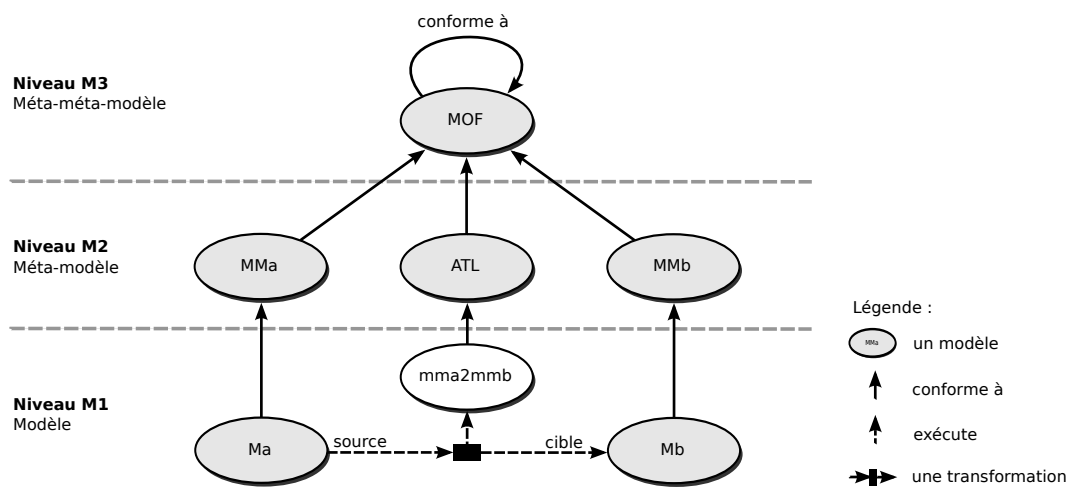 conforme à
Niveau M3
Méta-méta-modèle
MOF
Niveau M2
Méta-modèle
MMa
ATL
MMb
Légende :
MMa
un modèle
mma2mmb
conforme à
Niveau M1
Modèle
exécute
source
cible
Ma
Mb
une transformation